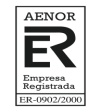 AENOR
ER
Empresa
Registrada
ER-0902/2000